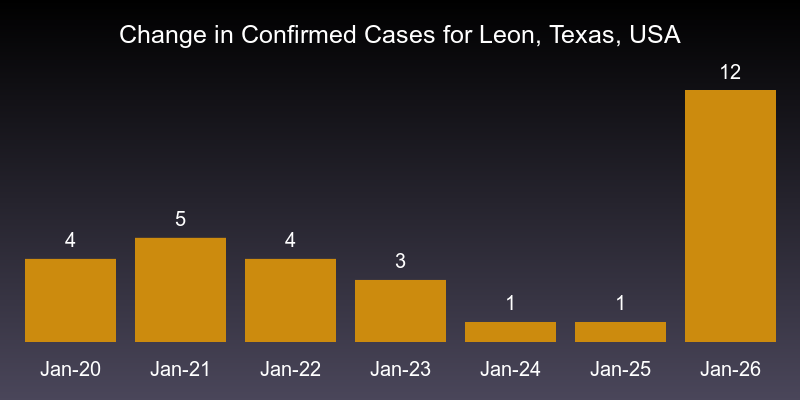 Change in Confirmed Cases for Leon, Texas, USA
4
5
4
3
1
1
12
Jan-20
Jan-21
Jan-22
Jan-23
Jan-24
Jan-25
Jan-26